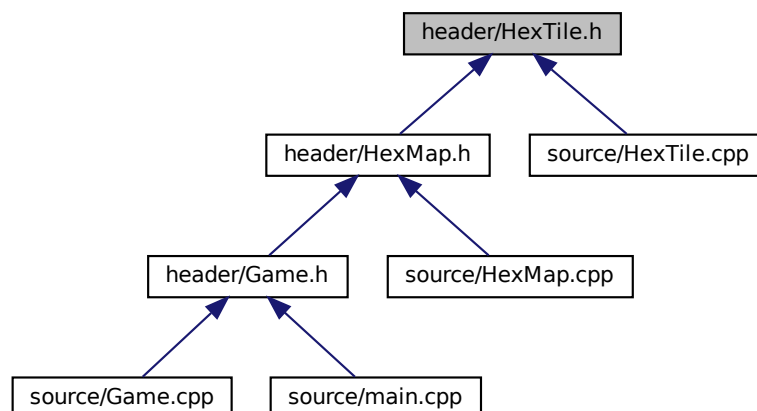 header/HexTile.h
header/HexMap.h
source/HexTile.cpp
header/Game.h
source/HexMap.cpp
source/Game.cpp
source/main.cpp